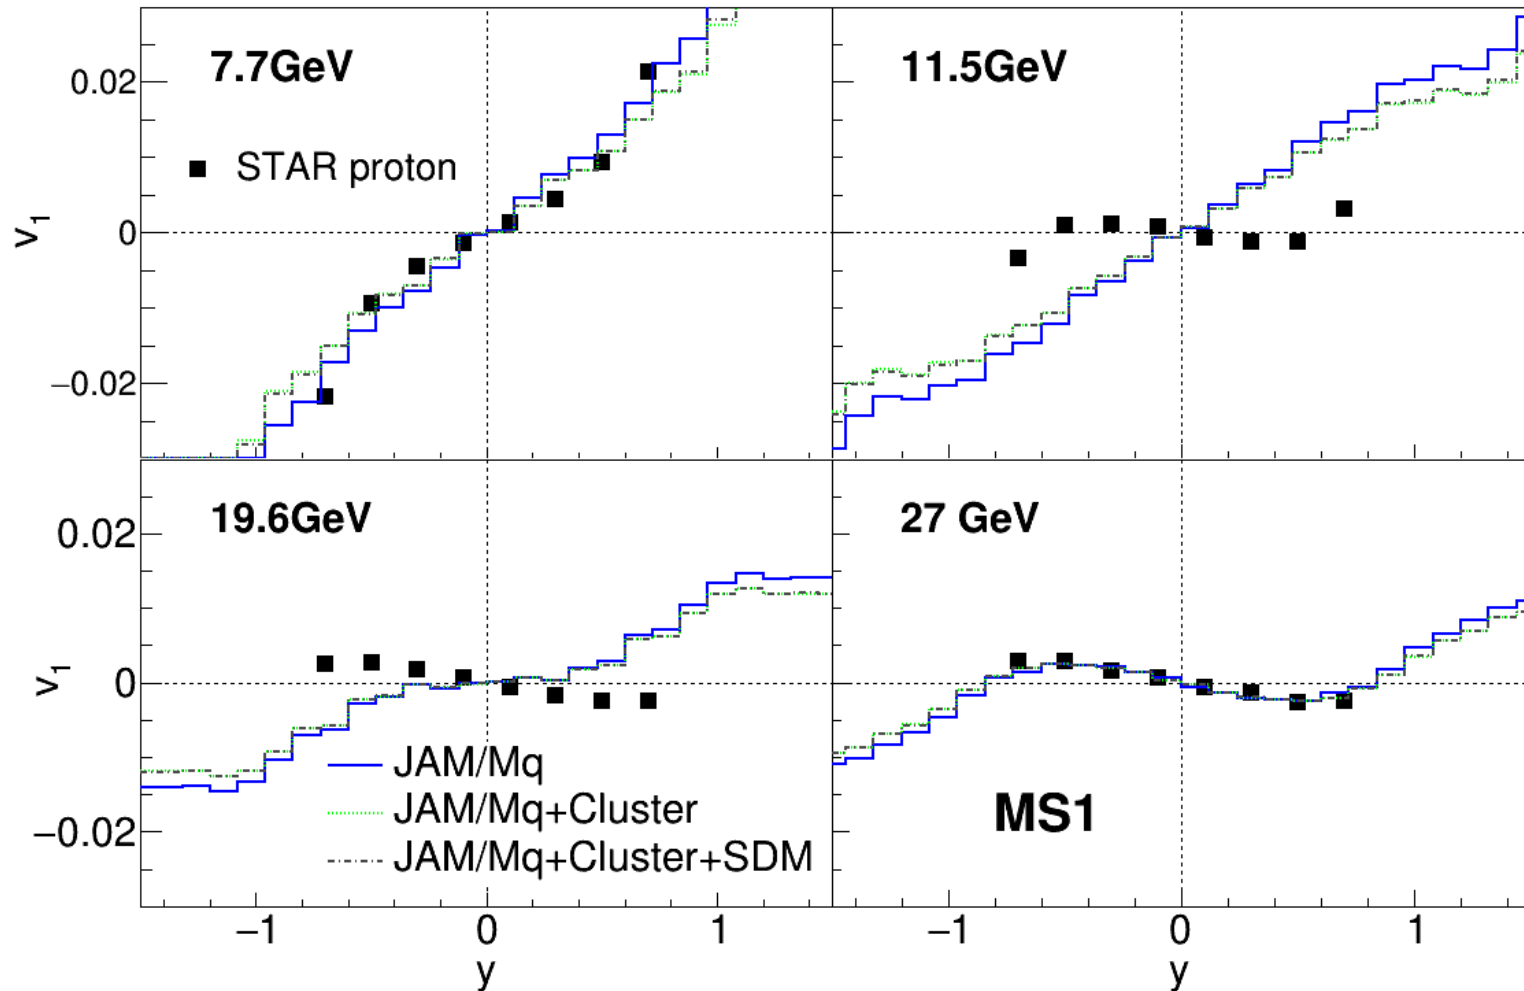 7.7GeV
11.5GeV
STAR proton
0.02
0
−0.02
v1
19.6GeV
27 GeV
0.02
0
−0.02
v1
JAM/Mq
JAM/Mq+Cluster
JAM/Mq+Cluster+SDM
MS1
−1 0 1
−1 0 1
y
y